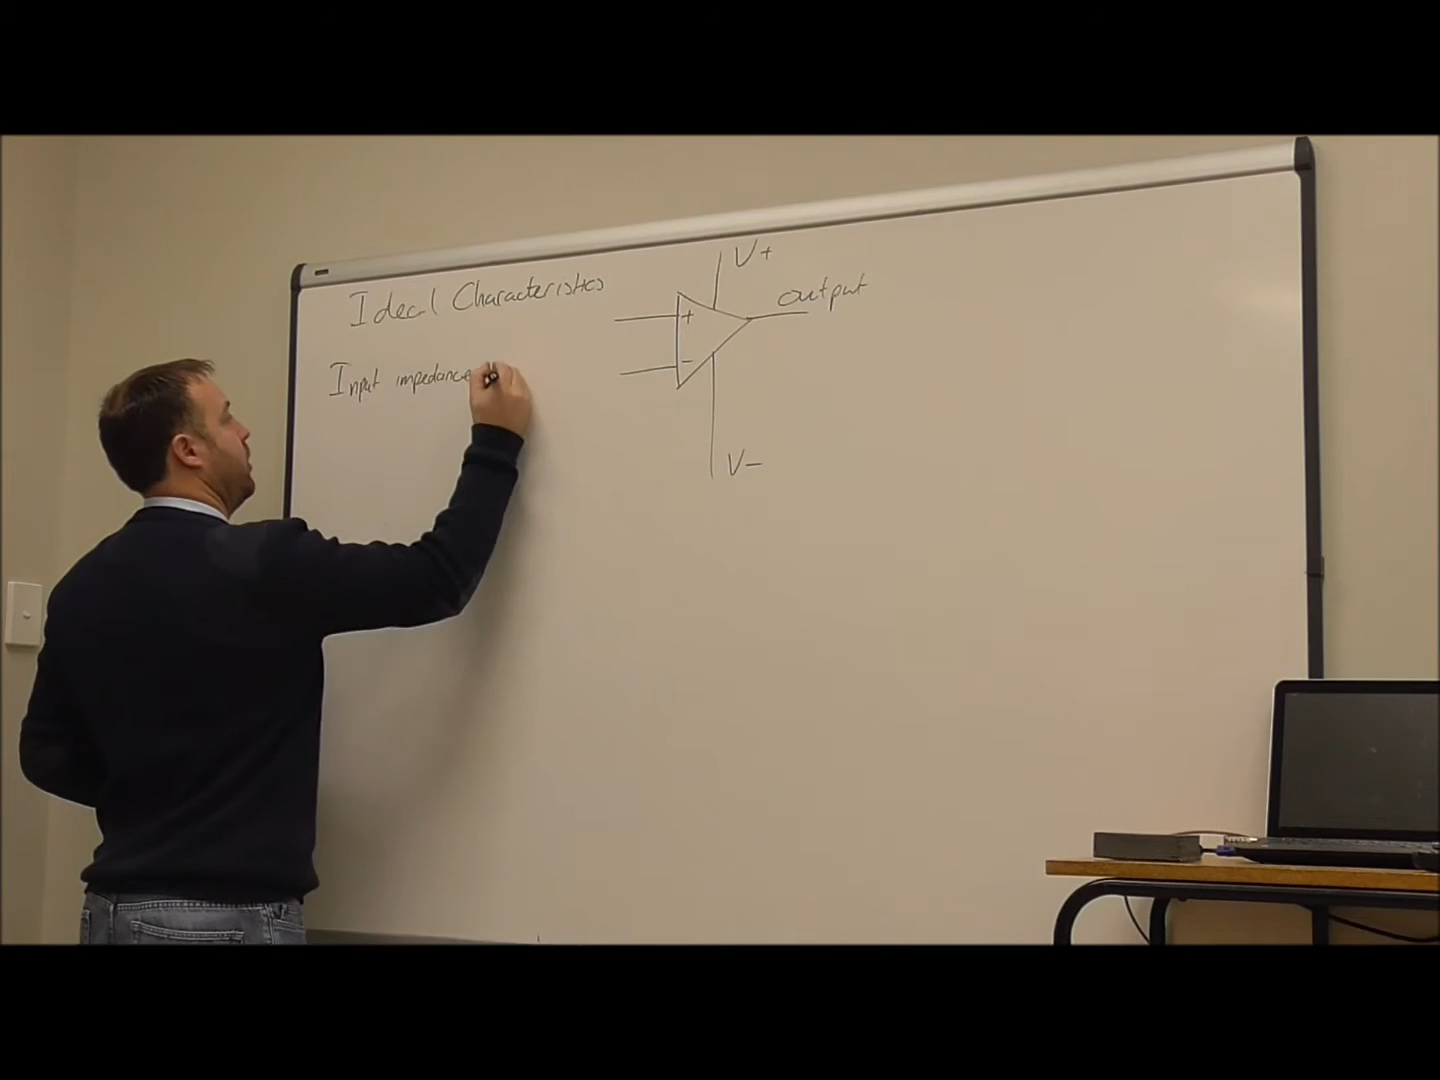 Ideal Characteristics
Input impedance
V+
output
+
-
V-